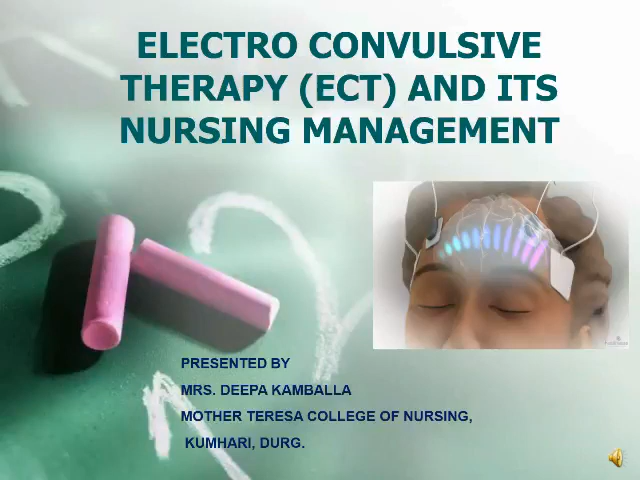 ELECTRO CONVULSIVE
THERAPY (ECT) AND ITS
NURSING MANAGEMENT
PRESENTED BY
MRS. DEEPA KAMBALLA
MOTHER TERESA COLLEGE OF NURSING,
KUMHARI, DURG.